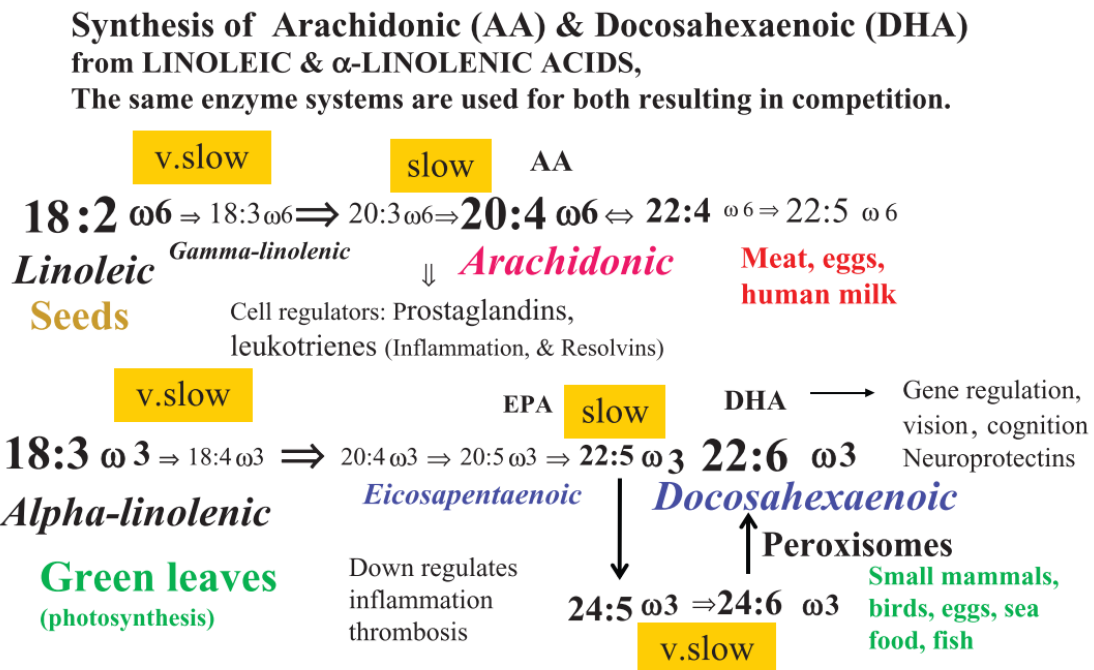 Synthesis of Arachidonic (AA) & Docosahexaenoic (DHA)
from LINOLEIC & α-LINOLENIC ACIDS,
The same enzyme systems are used for both resulting in competition.
v.slow
slow
AA
18:2 ω6 ⇒ 18:3 ω6 ⇒ 20:3 ω6 ⇒ 20:4 ω6 ⇔ 22:4 ω 6 ⇒ 22:5 ω 6
Gamma-linolenic
Linoleic
⇓
Arachidonic
Meat, eggs,
human milk
Seeds
Cell regulators: Prostaglandins,
leukotrienes (Inflammation, & Resolvins)
v.slow
EPA
slow
DHA
Gene regulation,
vision, cognition
Neuroprotectins
18:3 ω 3 ⇒ 18:4 ω3 ⇒ 20:4 ω3 ⇒ 20:5 ω3 ⇒ 22:5 ω3 22:6 ω3
Eicosapentaenoic
Docosahexaenoic
Alpha-linolenic
Peroxisomes
Green leaves
(photosynthesis)
Down regulates
inflammation
thrombosis
24:5 ω3 ⇒24:6 ω3
v.slow
Small mammals,
birds, eggs, sea
food, fish